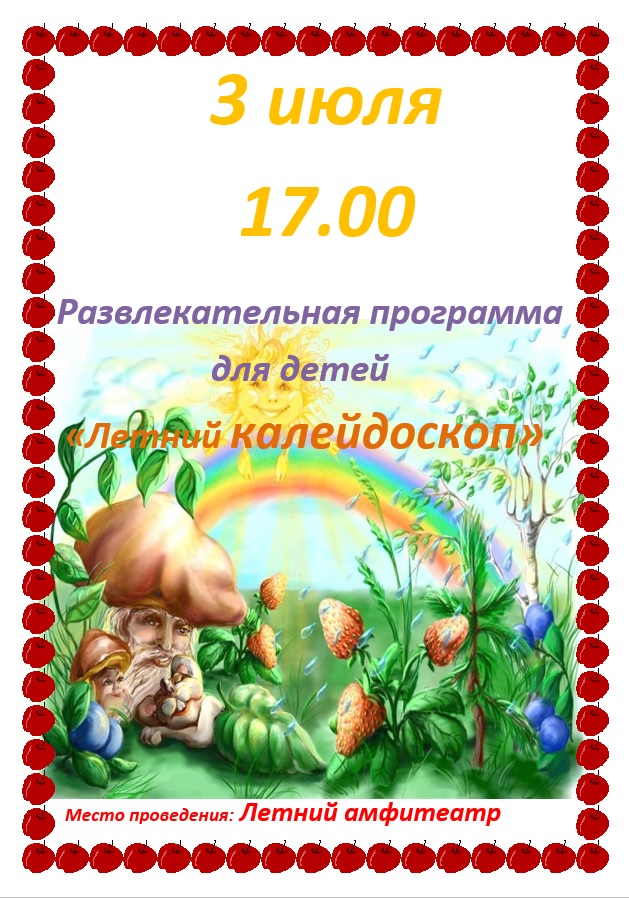 3 июля
17.00
Развлекательная программа
для детей
«Летний калейдоскоп»
Место проведения: Летний амфитеатр